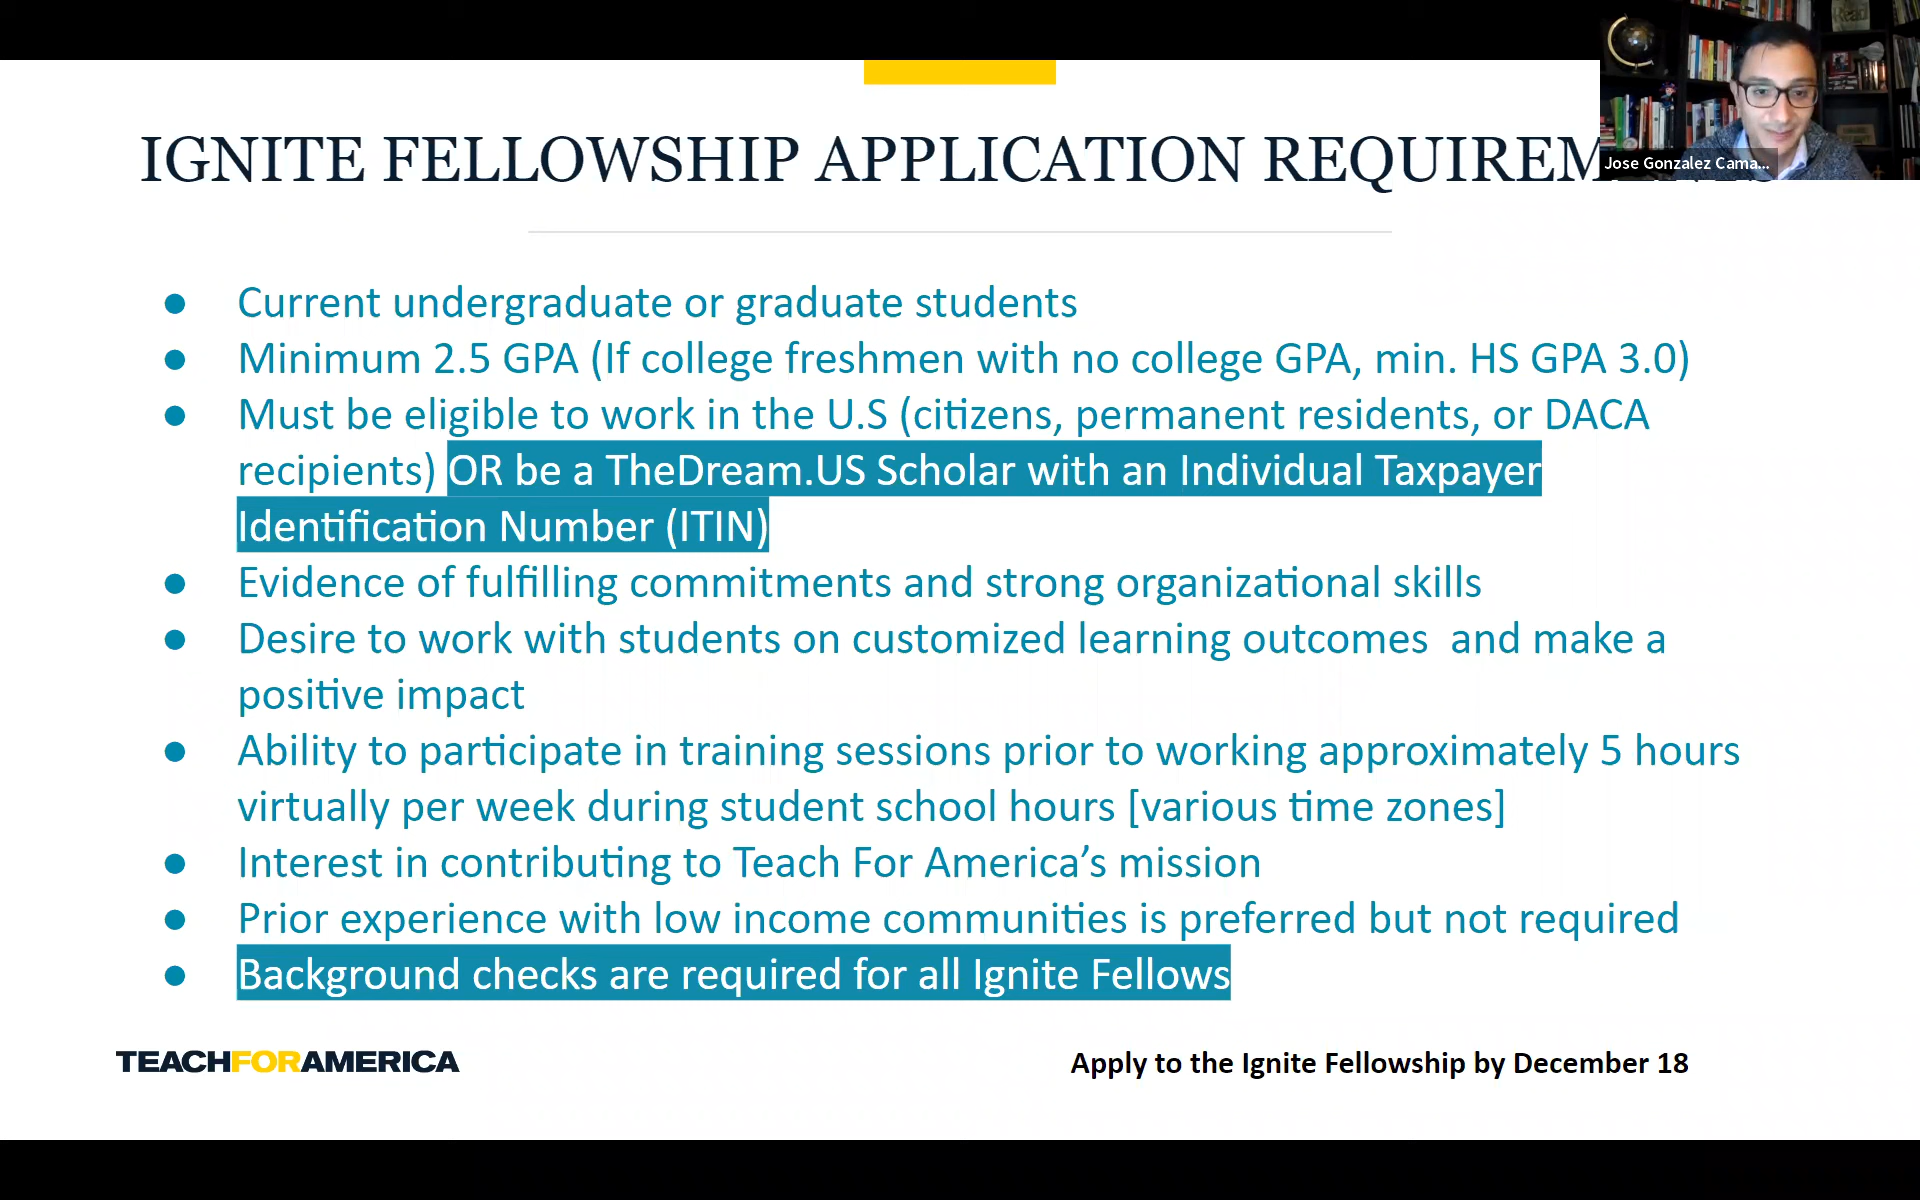 IGNITE FELLOWSHIP APPLICATION REQUIREM
Read
Jose Gonzalez Cama...
● Current undergraduate or graduate students
● Minimum 2.5 GPA (If college freshmen with no college GPA, min. HS GPA 3.0)
● Must be eligible to work in the U.S (citizens, permanent residents, or DACA
recipients) OR be a TheDream.US Scholar with an Individual Taxpayer
Identification Number (ITIN)
● Evidence of fulfilling commitments and strong organizational skills
● Desire to work with students on customized learning outcomes  and make a
positive impact
● Ability to participate in training sessions prior to working approximately 5 hours
virtually per week during student school hours [various time zones]
● Interest in contributing to Teach For America’s mission
● Prior experience with low income communities is preferred but not required
● Background checks are required for all Ignite Fellows
TEACHFORAMERICA
Apply to the Ignite Fellowship by December 18